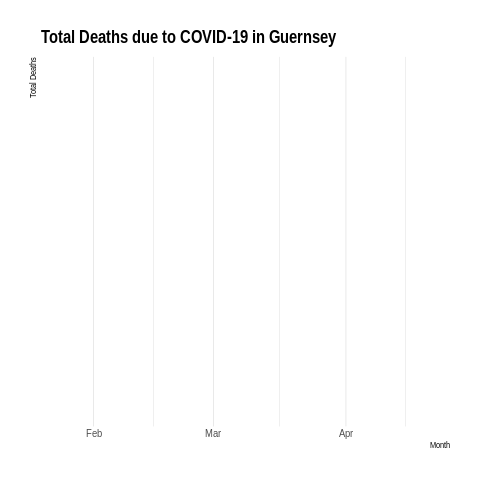 Total Deaths due to COVID-19 in Guernsey
Total Deaths
Feb Mar Apr
Month